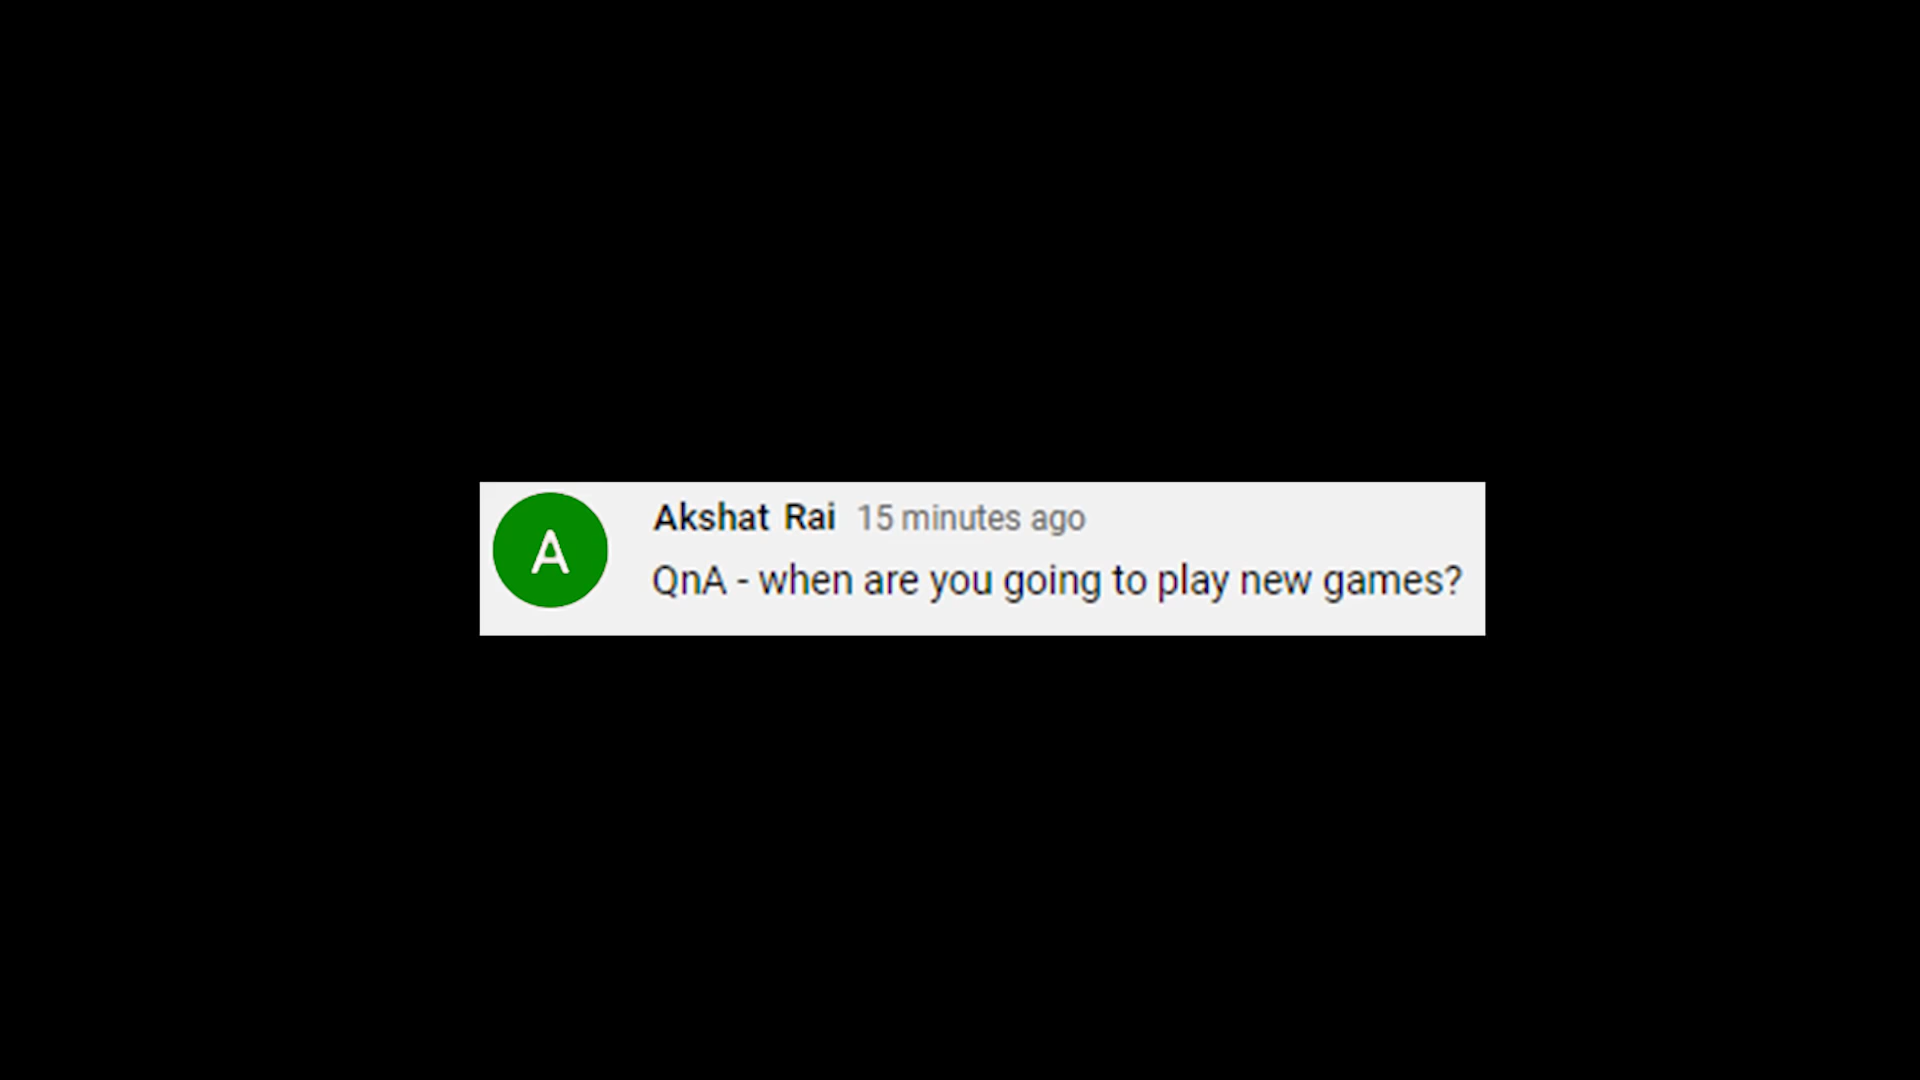 A
Akshat Rai 15 minutes ago
QnA - when are you going to play new games?